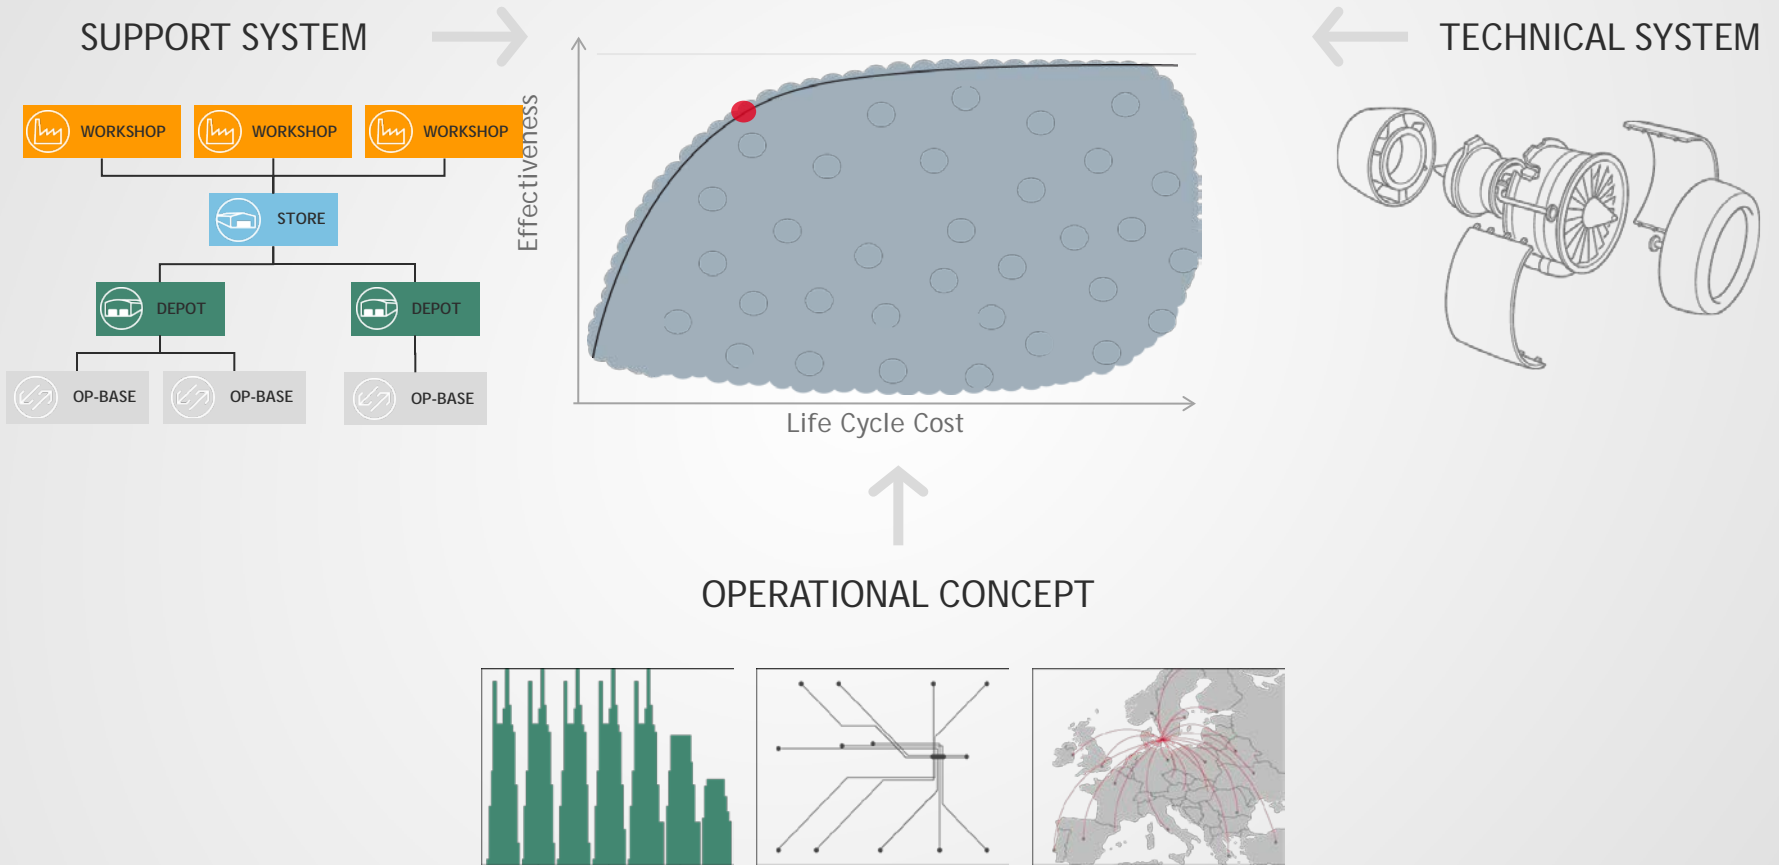 SUPPORT SYSTEM
TECHNICAL SYSTEM
WORKSHOP
WORKSHOP
WORKSHOP
STORE
DEPOT
DEPOT
OP-BASE
OP-BASE
OP-BASE
Effectiveness
Life Cycle Cost
OPERATIONAL CONCEPT